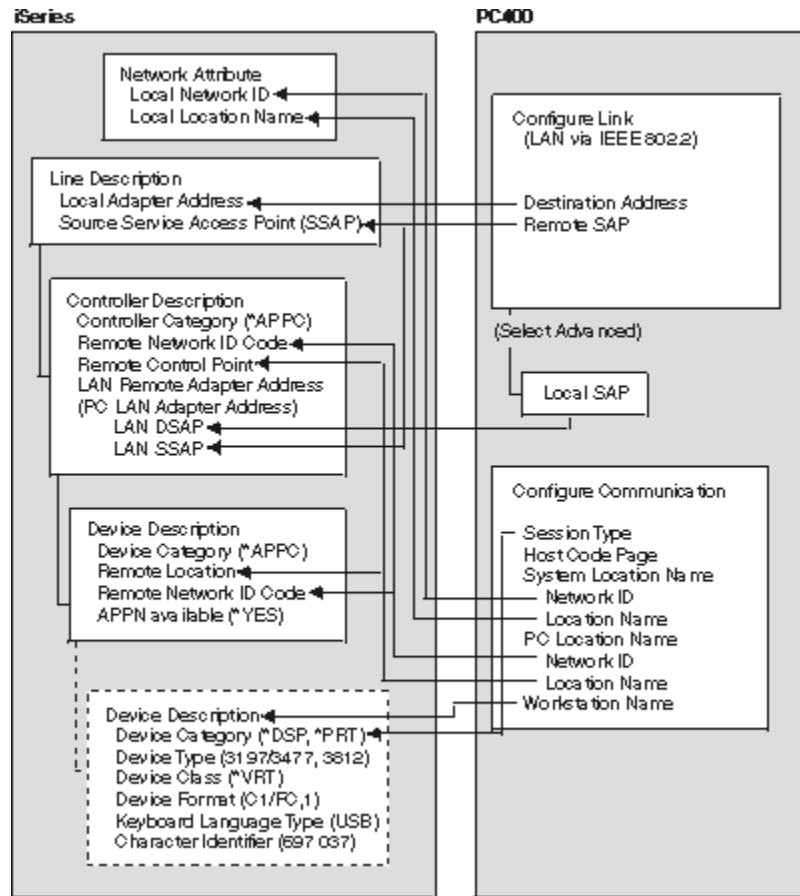 iSeries
Network Attribute
Local Network ID
Local Location Name
Line Description
Local Adapter Address
Source Service Access Point (SSAP)
Controller Description
Controller Category (*APPC)
Remote Network ID Code
Remote Control Point
LAN Remote Adapter Address
(PC LAN Adapter Address)
LAN DSAP
LAN SSAP
Device Description
Device Category (*APPC)
Remote Location
Remote Network ID Code
APPN available (*YES)
Device Description
Device Category (*DSP, *PRT)
Device Type (3197/3477, 3812)
Device Class (*VRT)
Device Format (C1/FC,1)
Keyboard Language Type (USB)
Character Identifier (697 037)
PC400
Configure Link
(LAN via IEEE802.2)
Destination Address
Remote SAP
(Select Advanced)
Local SAP
Configure Communication
Session Type
Host Code Page
System Location Name
Network ID
Location Name
PC Location Name
Network ID
Location Name
Workstation Name